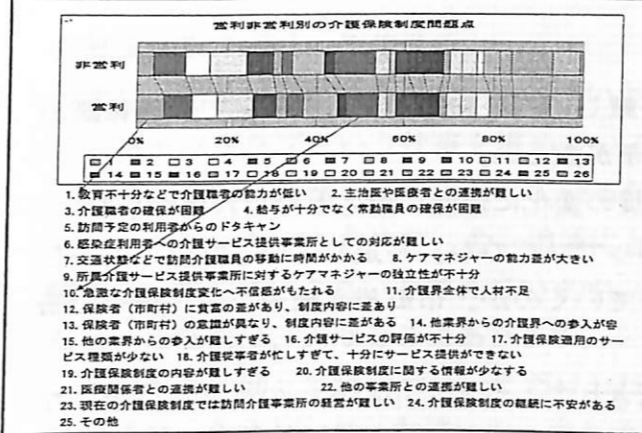 営利非営利別の介護保険制度問題点
非営利
営利
0% 20% 40% 60% 80% 100%
1 2 3 4 5 6 7 8 9 10 11 12 13
14 15 16 17 18 19 20 21 22 23 24 25 26
1. 教育不十分などで介護職者の能力が低い 2. 主治医や医療者との連携が難しい
3. 介護職者の確保が困難 4. 給与が十分でなく常勤職員の確保が困難
5. 訪問予定の利用者からのドタキャン
6. 感染症利用者への介護サービス提供事業所としての対応が難しい
7. 交通状態などで訪問介護職員の移動に時間がかかる 8. ケアマネジャーの能力差が大きい
9. 所属介護サービス提供事業所に対するケアマネジャーの独立性が不十分
10. 急激な介護保険制度変化へ不信感がもたれる 11. 介護界全体で人材不足
12. 保険者(市町村)に貧富の差があり、制度内容に差あり
13. 保険者(市町村)の意識が異なり、制度内容に差がある 14. 他業界からの介護界への参入が容
15. 他の業界からの参入が難しすぎる 16. 介護サービスの評価が不十分 17. 介護保険適用のサー
ビス種類が少ない 18. 介護従事者が忙しすぎて、十分にサービス提供ができない
19. 介護保険制度の内容が難しすぎる 20. 介護保険制度に関する情報が少なする
21. 医療関係者との連携が難しい 22. 他の事業所との連携が難しい
23. 現在の介護保険制度では訪問介護事業所の経営が難しい 24. 介護保険制度の継続に不安がある
25. その他